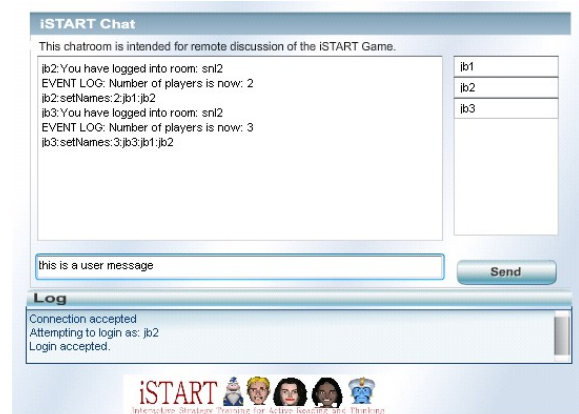 iSTART Chat
This chatroom is intended for remote discussion of the iSTART Game.
jb2:You have logged into room: snl2
EVENT LOG: Number of players is now: 2
jb2:setNames:2:jb1:jb2
jb3:You have logged into room: snl2
EVENT LOG: Number of players is now: 3
jb3:setNames:3:jb3:jb1:jb2
jb1
jb2
jb3
this is a user message
Send
Log
Connection accepted
Attempting to login as: jb2
Login accepted.
iSTART
Interactive Strategy Training for Active Reading and Thinking